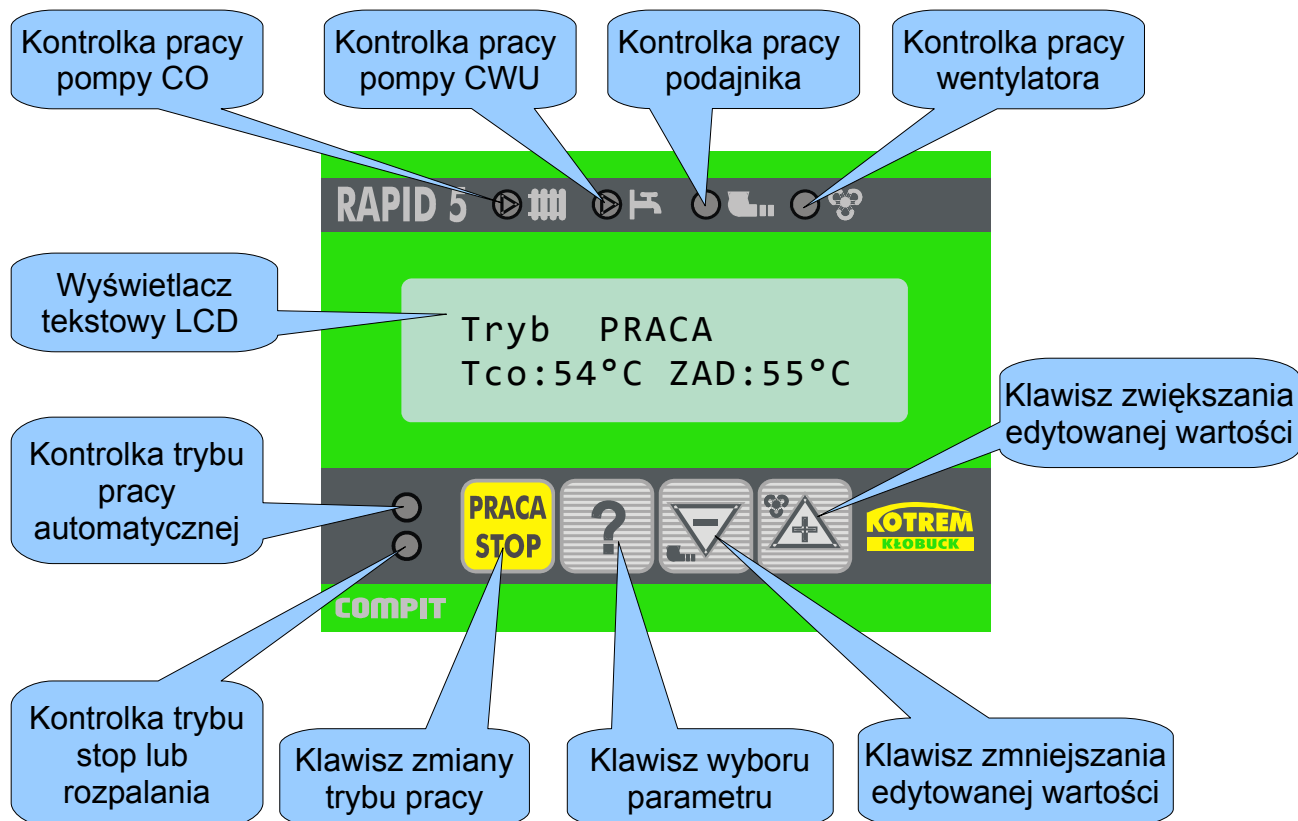 Kontrolka pracy
pompy CO
Kontrolka pracy
pompy CWU
Kontrolka pracy
podajnika
Kontrolka pracy
wentylatora
RAPID 5
Wyświetlacz
tekstowy LCD
Tryb PRACA
Tco:54°C ZAD:55°C
Klawisz zwiększania
edytowanej wartości
Kontrolka trybu
pracy
automatycznej
PRACA
STOP
?
KOTREM
KŁOBUCK
COMPIT
Kontrolka trybu
stop lub
rozpalania
Klawisz zmiany
trybu pracy
Klawisz wyboru
parametru
Klawisz zmniejszania
edytowanej wartości